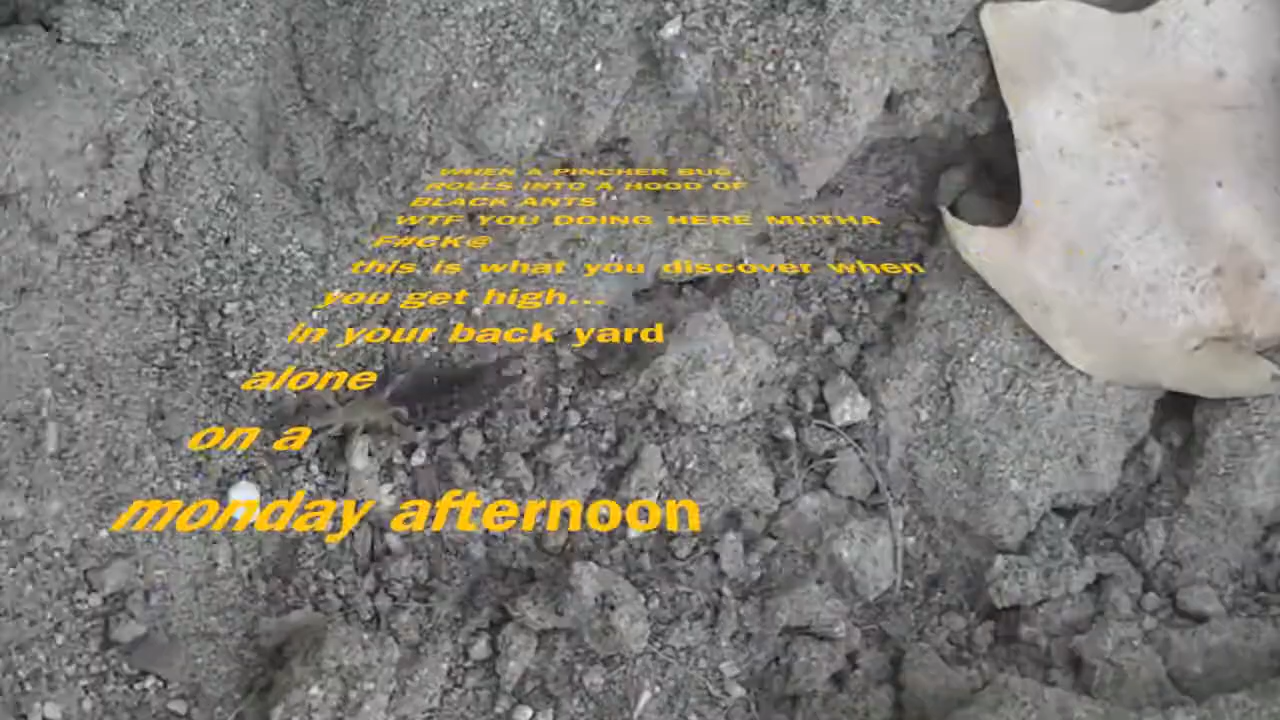 WHEN A PINCHER BUG
ROLLS INTO A HOOD OF
BLACK ANTS
WTF YOU DOING HERE MUTHA
F#CK@
this is what you discover when
you get high...
in your back yard
alone
on a
monday afternoon